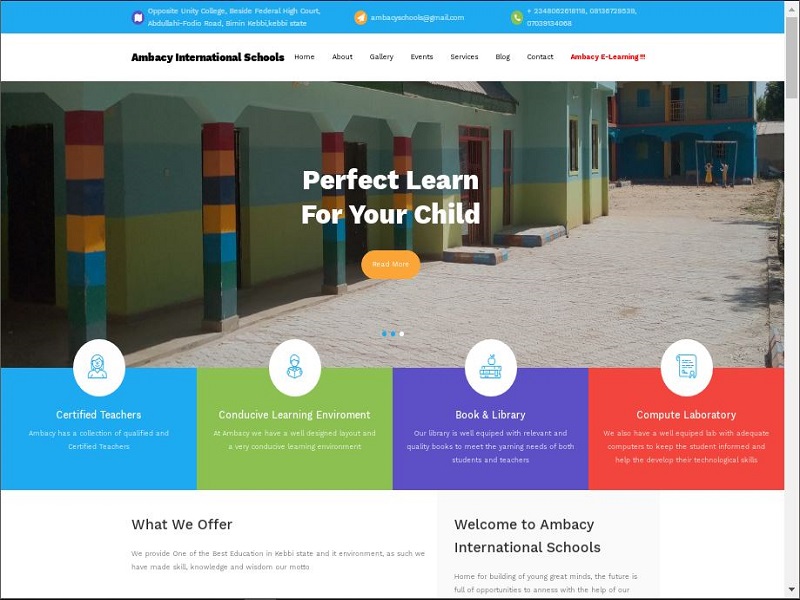 Opposite Unity College, Beside Federal High Court,
Abdullahi-Fodio Road, Birnin Kebbi,kebbi state
ambacyschools@gmail.com
+ 2348062618118, 08136729539,
07039134068
Ambacy International Schools Home About Gallery Events Services Blog Contact Ambacy E-Learning !!!
Perfect Learn
For Your Child
Read More
Certified Teachers
Ambacy has a collection of qualified and
Certified Teachers
Conducive Learning Enviroment
At Ambacy we have a well designed layout and
a very conducive learning environment
Book & Library
Our library is well equiped with relevant and
quality books to meet the yarning needs of both
students and teachers
Compute Laboratory
We also have a well equiped lab with adequate
computers to keep the student informed and
help the develop their technological skills
What We Offer
We provide One of the Best Education in Kebbi state and it environment, as such we
have made skill, knowledge and wisdom our motto
Welcome to Ambacy
International Schools
Home for building of young great minds, the future is
full of opportunities to anness with the help of our